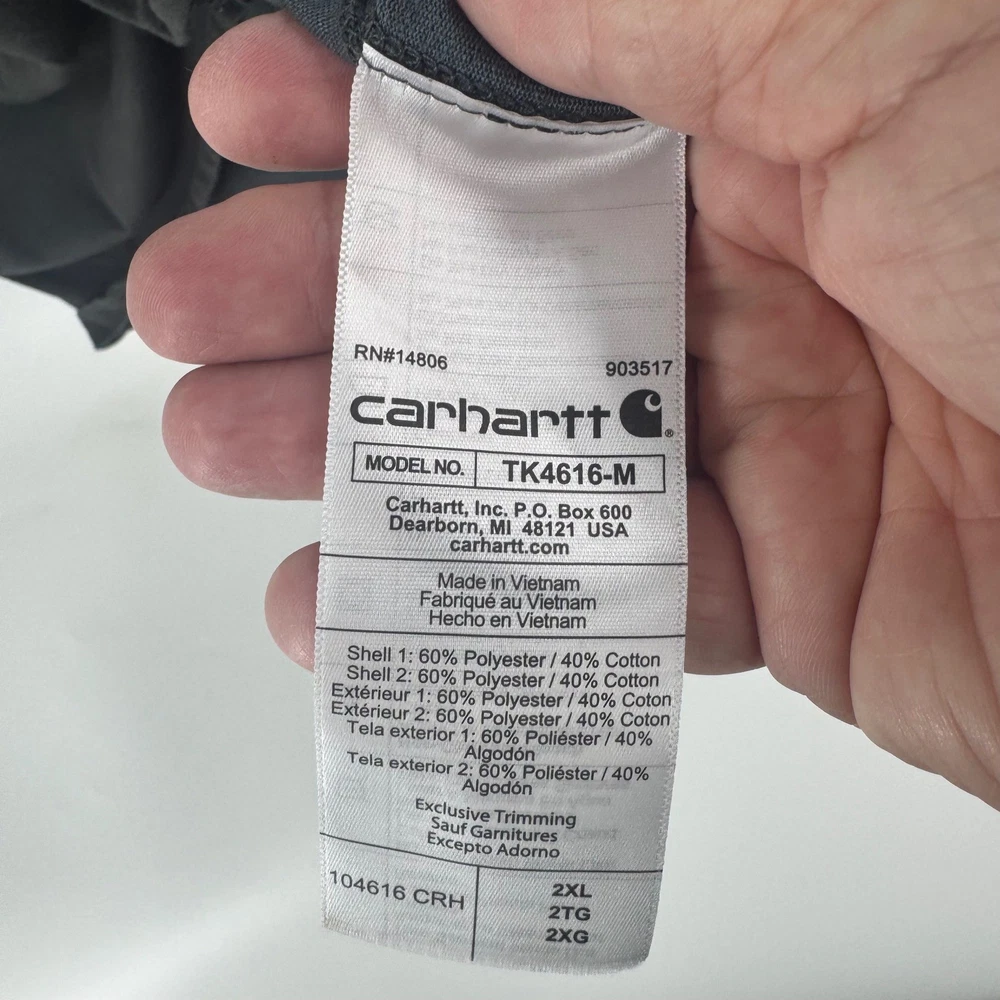 RN#14806 903517
carhartt ®
MODEL NO. TK4616-M
Carhartt, Inc. P.O. Box 600
Dearborn, MI 48121 USA
carhartt.com
Made in Vietnam
Fabriqué au Vietnam
Hecho en Vietnam
Shell 1: 60% Polyester / 40% Cotton
Shell 2: 60% Polyester / 40% Cotton
Extérieur 1: 60% Polyester / 40% Coton
Extérieur 2: 60% Polyester / 40% Coton
Tela exterior 1: 60% Poliéster / 40%
Algodón
Tela exterior 2: 60% Poliéster / 40%
Algodón
Exclusive Trimming
Sauf Garnitures
Excepto Adorno
104616 CRH
2XL
2TG
2XG